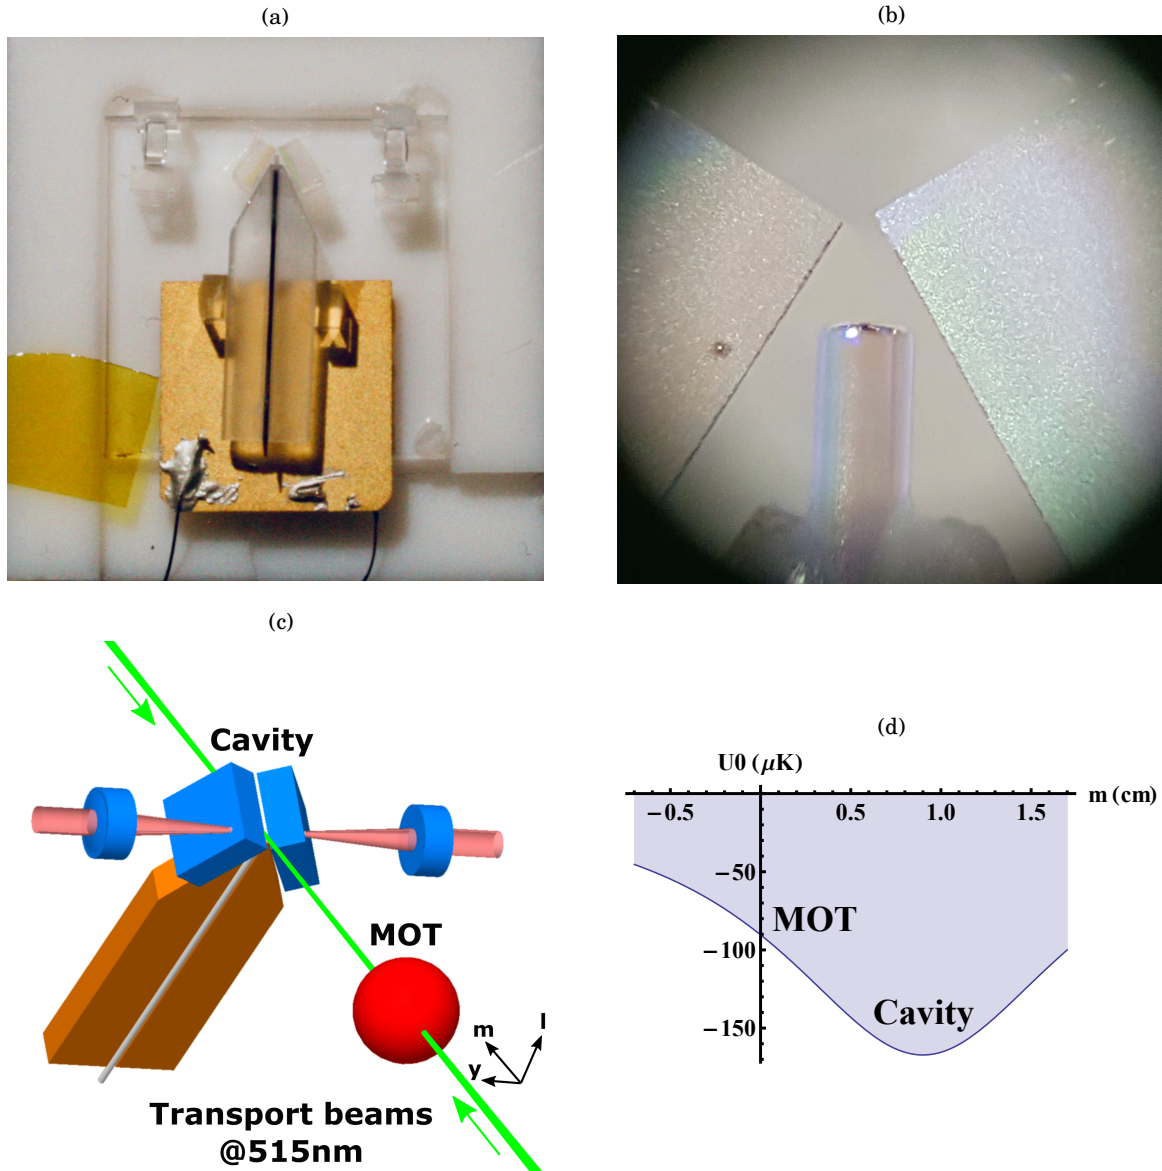 (a)
(b)
(c)
Cavity
MOT
m
l
y
Transport beams
@515nm
(d)
U0 (μK)
m (cm)
−0.5
0.5
1.0
1.5
−50
MOT
−100
Cavity
−150